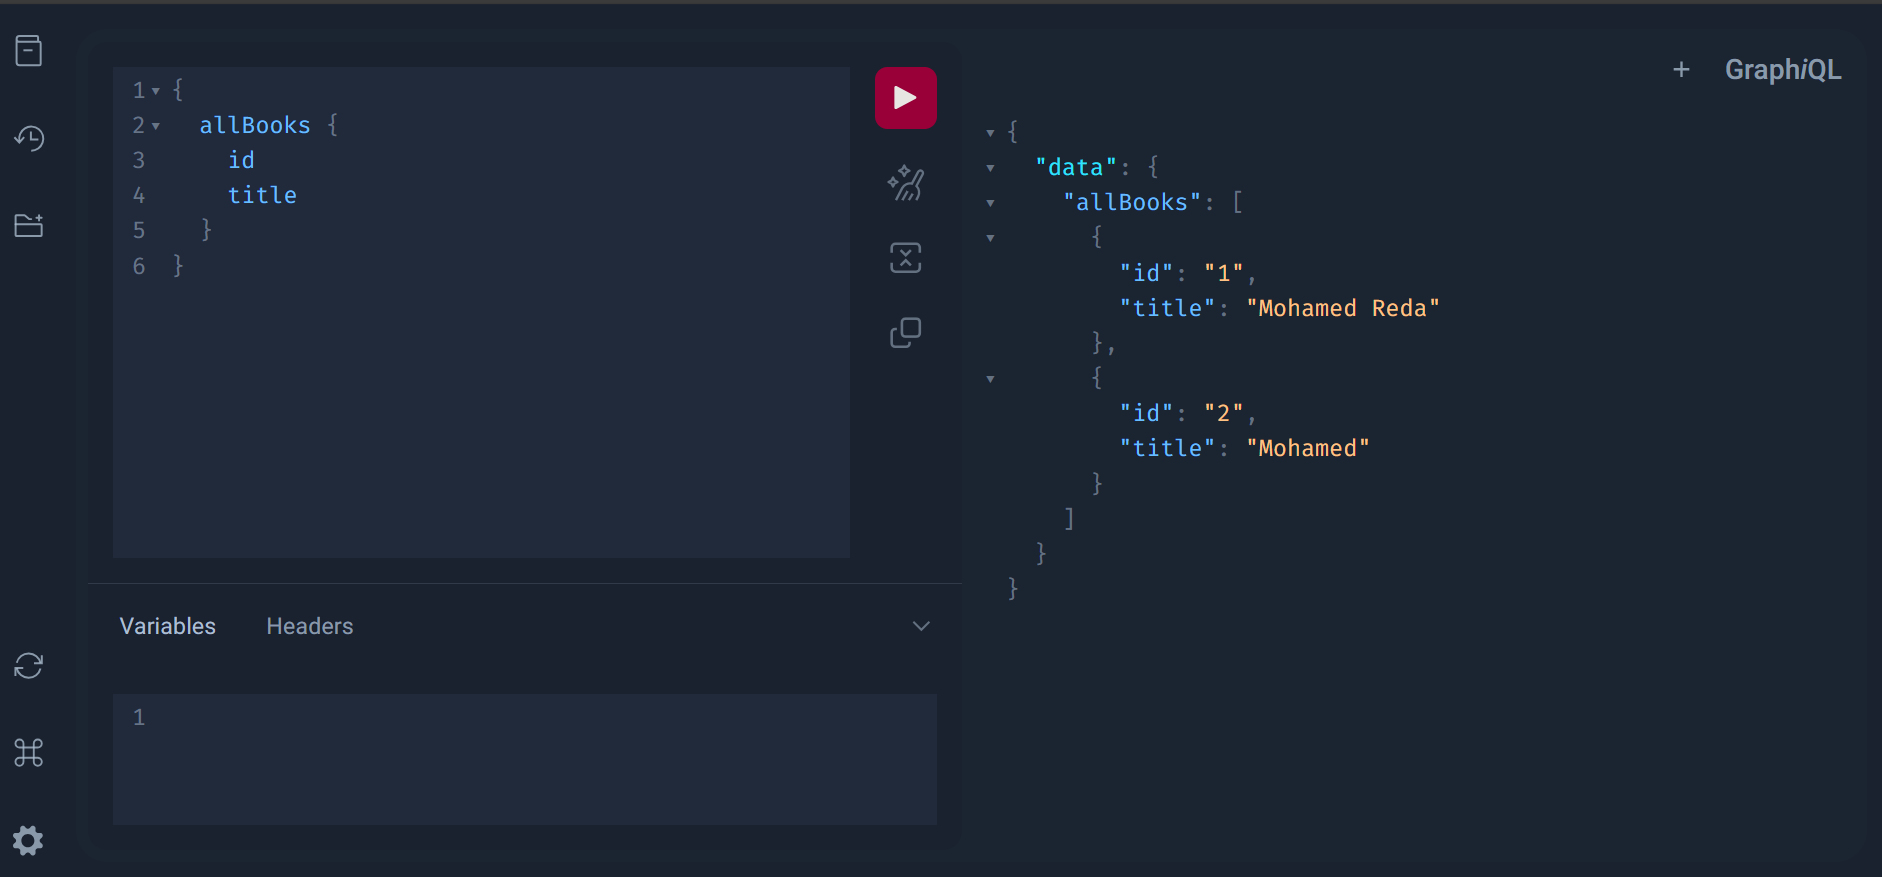 1 {
2 allBooks {
3 id
4 title
5 }
6 }
Variables Headers
1
+ GraphiQL
{
"data": {
"allBooks": [
{
"id": "1",
"title": "Mohamed Reda"
},
{
"id": "2",
"title": "Mohamed"
}
]
}
}